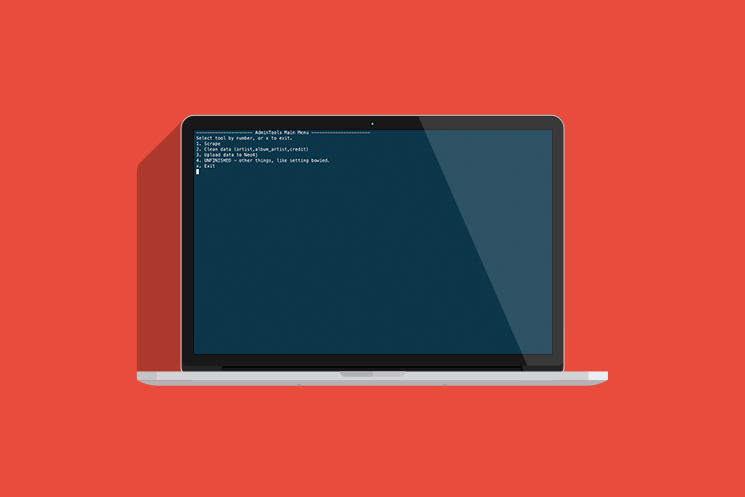 --------------------- AdminTools Main Menu ----------------------
Select tool by number, or x to exit.
1. Scrape
2. Clean data (artist,album_artist,credit)
3. Upload data to Neo4j
4. UNFINISHED - other things, like setting bowied.
x. Exit